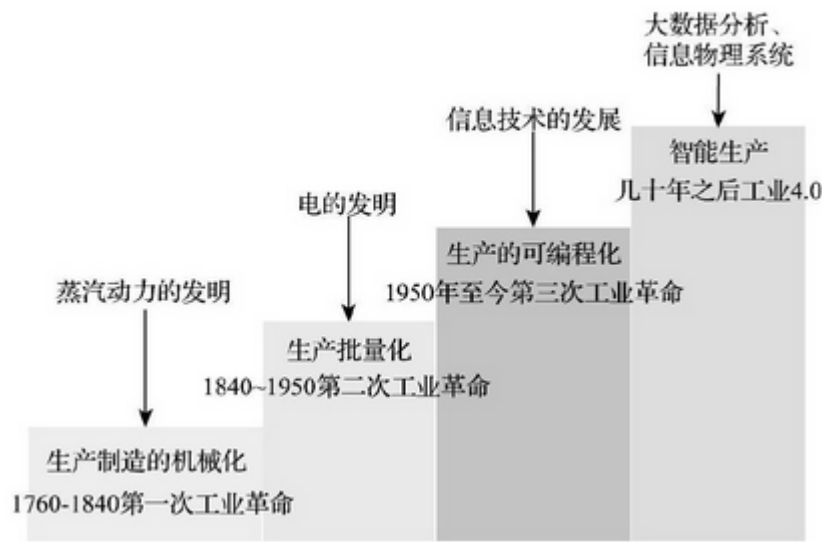 大数据分析、
信息物理系统
信息技术的发展
智能生产
几十年之后工业4.0
电的发明
生产的可编程化
1950年至今第三次工业革命
蒸汽动力的发明
生产批量化
1840~1950第二次工业革命
生产制造的机械化
1760-1840第一次工业革命